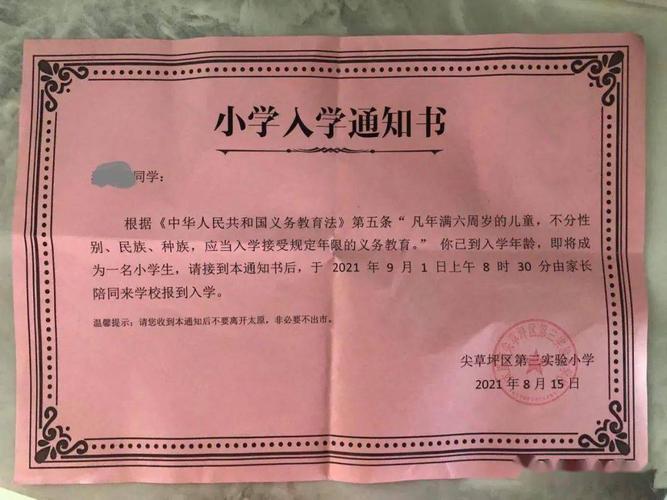 小学入学通知书
同学：
根据《中华人民共和国义务教育法》第五条“ 凡年满六周岁的儿童，不分性
别、民族、种族，应当入学接受规定年限的义务教育。” 你已到入学年龄，即将成
为一名小学生，请接到本通知书后，于 2021 年 9 月 1 日上午 8 时 30 分由家长
陪同来学校报到入学。
温馨提示：请您收到本通知后不要离开太原，非必要不出市。
尖草坪区第三实验小学
2021 年 8 月 15 日